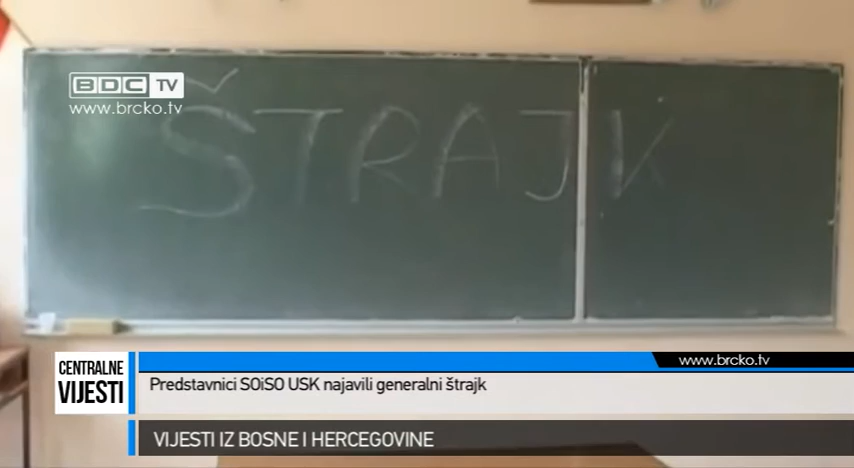 BDC TV
www.brcko.tv
ŠTRAJK
www.brcko.tv
CENTRALNE
VIJESTI
Predstavnici SOiSO USK najavili generalni štrajk
VIJESTI IZ BOSNE I HERCEGOVINE